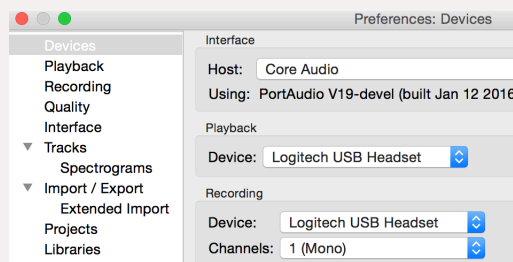 Preferences: Devices
Devices
Playback
Recording
Quality
Interface
Tracks
Spectrograms
Import / Export
Extended Import
Projects
Libraries
Interface
Host: Core Audio
Using: PortAudio V19-devel (built Jan 12 2016
Playback
Device: Logitech USB Headset
Recording
Device: Logitech USB Headset
Channels: 1 (Mono)